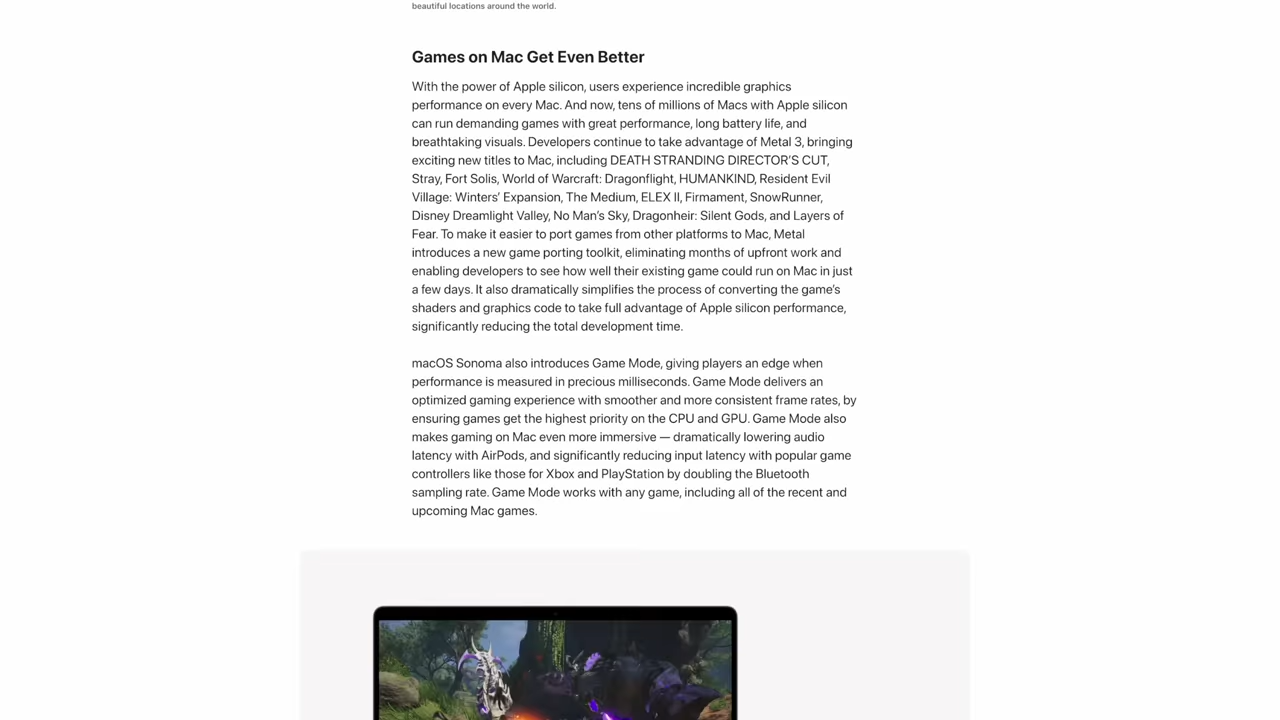 beautiful locations around the world.
Games on Mac Get Even Better
With the power of Apple silicon, users experience incredible graphics
performance on every Mac. And now, tens of millions of Macs with Apple silicon
can run demanding games with great performance, long battery life, and
breathtaking visuals. Developers continue to take advantage of Metal 3, bringing
exciting new titles to Mac, including DEATH STRANDING DIRECTOR’S CUT,
Stray, Fort Solis, World of Warcraft: Dragonflight, HUMANKIND, Resident Evil
Village: Winters’ Expansion, The Medium, ELEX II, Firmament, SnowRunner,
Disney Dreamlight Valley, No Man’s Sky, Dragonheir: Silent Gods, and Layers of
Fear. To make it easier to port games from other platforms to Mac, Metal
introduces a new game porting toolkit, eliminating months of upfront work and
enabling developers to see how well their existing game could run on Mac in just
a few days. It also dramatically simplifies the process of converting the game’s
shaders and graphics code to take full advantage of Apple silicon performance,
significantly reducing the total development time.
macOS Sonoma also introduces Game Mode, giving players an edge when
performance is measured in precious milliseconds. Game Mode delivers an
optimized gaming experience with smoother and more consistent frame rates, by
ensuring games get the highest priority on the CPU and GPU. Game Mode also
makes gaming on Mac even more immersive — dramatically lowering audio
latency with AirPods, and significantly reducing input latency with popular game
controllers like those for Xbox and PlayStation by doubling the Bluetooth
sampling rate. Game Mode works with any game, including all of the recent and
upcoming Mac games.